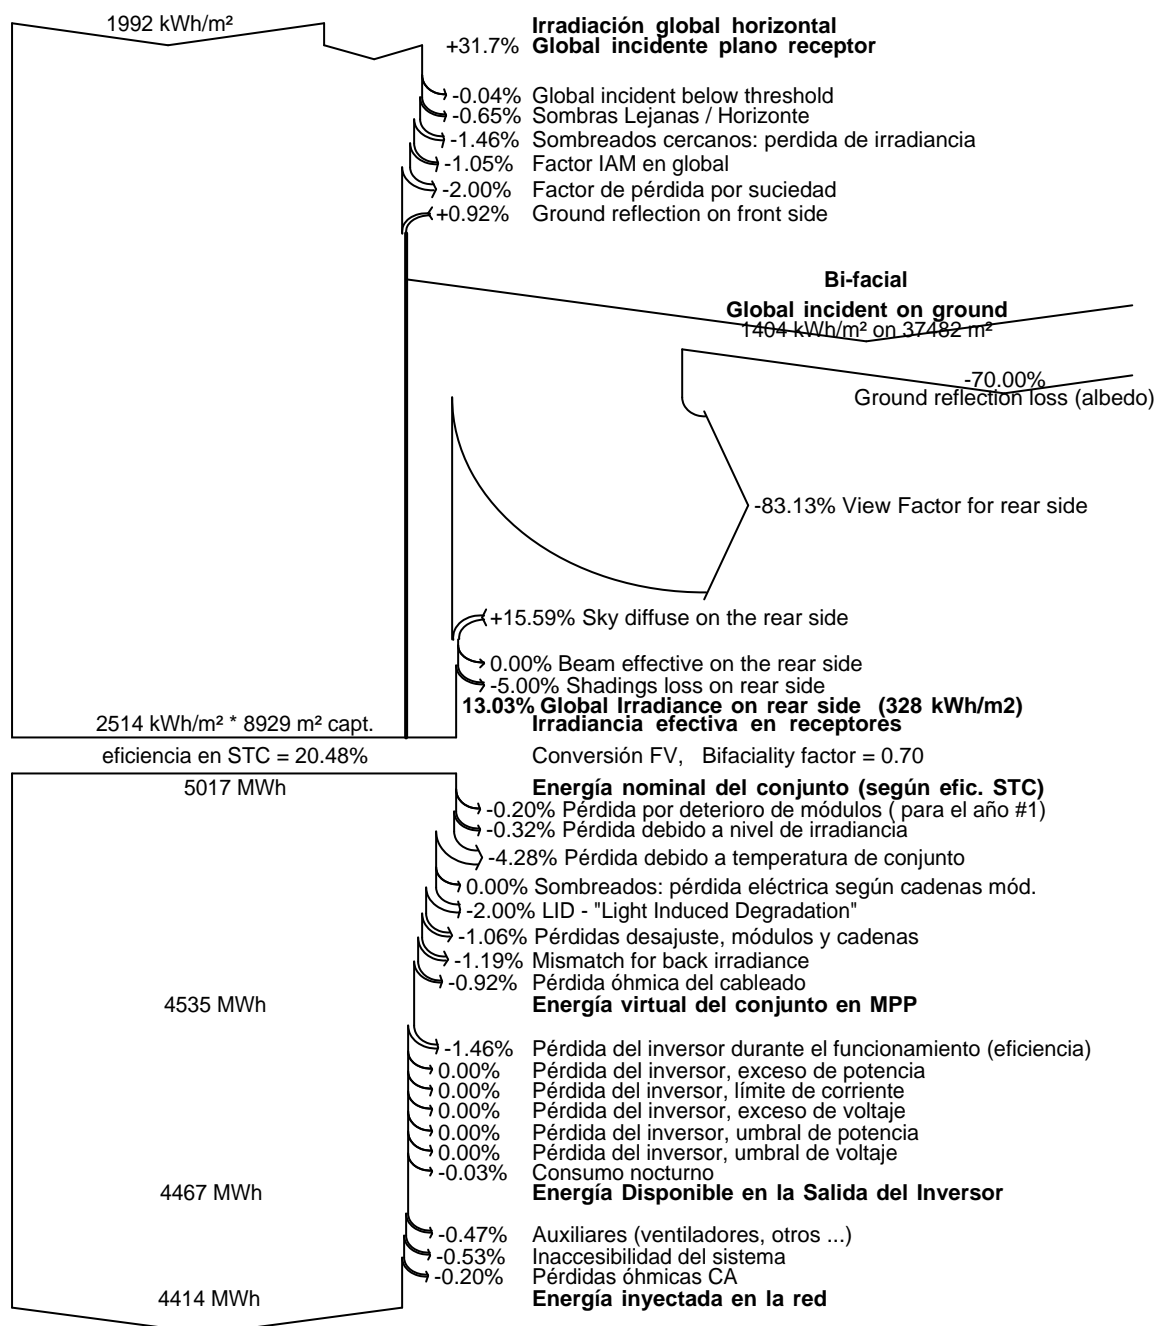 1992 kWh/m² Irradiación global horizontal
+31.7% Global incidente plano receptor
-0.04% Global incident below threshold
-0.65% Sombras Lejanas / Horizonte
-1.46% Sombreados cercanos: perdida de irradiancia
-1.05% Factor IAM en global
-2.00% Factor de pérdida por suciedad
+0.92% Ground reflection on front side
Bi-facial
Global incident on ground
1404 kWh/m² on 37482 m²
-70.00%
Ground reflection loss (albedo)
-83.13% View Factor for rear side
+15.59% Sky diffuse on the rear side
0.00% Beam effective on the rear side
-5.00% Shadings loss on rear side
13.03% Global Irradiance on rear side (328 kWh/m2)
2514 kWh/m² * 8929 m² capt. Irradiancia efectiva en receptores
eficiencia en STC = 20.48% Conversión FV, Bifaciality factor = 0.70
5017 MWh Energía nominal del conjunto (según efic. STC)
-0.20% Pérdida por deterioro de módulos ( para el año #1)
-0.32% Pérdida debido a nivel de irradiancia
-4.28% Pérdida debido a temperatura de conjunto
0.00% Sombreados: pérdida eléctrica según cadenas mód.
-2.00% LID - "Light Induced Degradation"
-1.06% Pérdidas desajuste, módulos y cadenas
-1.19% Mismatch for back irradiance
-0.92% Pérdida óhmica del cableado
4535 MWh Energía virtual del conjunto en MPP
-1.46% Pérdida del inversor durante el funcionamiento (eficiencia)
0.00% Pérdida del inversor, exceso de potencia
0.00% Pérdida del inversor, límite de corriente
0.00% Pérdida del inversor, exceso de voltaje
0.00% Pérdida del inversor, umbral de potencia
0.00% Pérdida del inversor, umbral de voltaje
-0.03% Consumo nocturno
4467 MWh Energía Disponible en la Salida del Inversor
-0.47% Auxiliares (ventiladores, otros ...)
-0.53% Inaccesibilidad del sistema
-0.20% Pérdidas óhmicas CA
4414 MWh Energía inyectada en la red